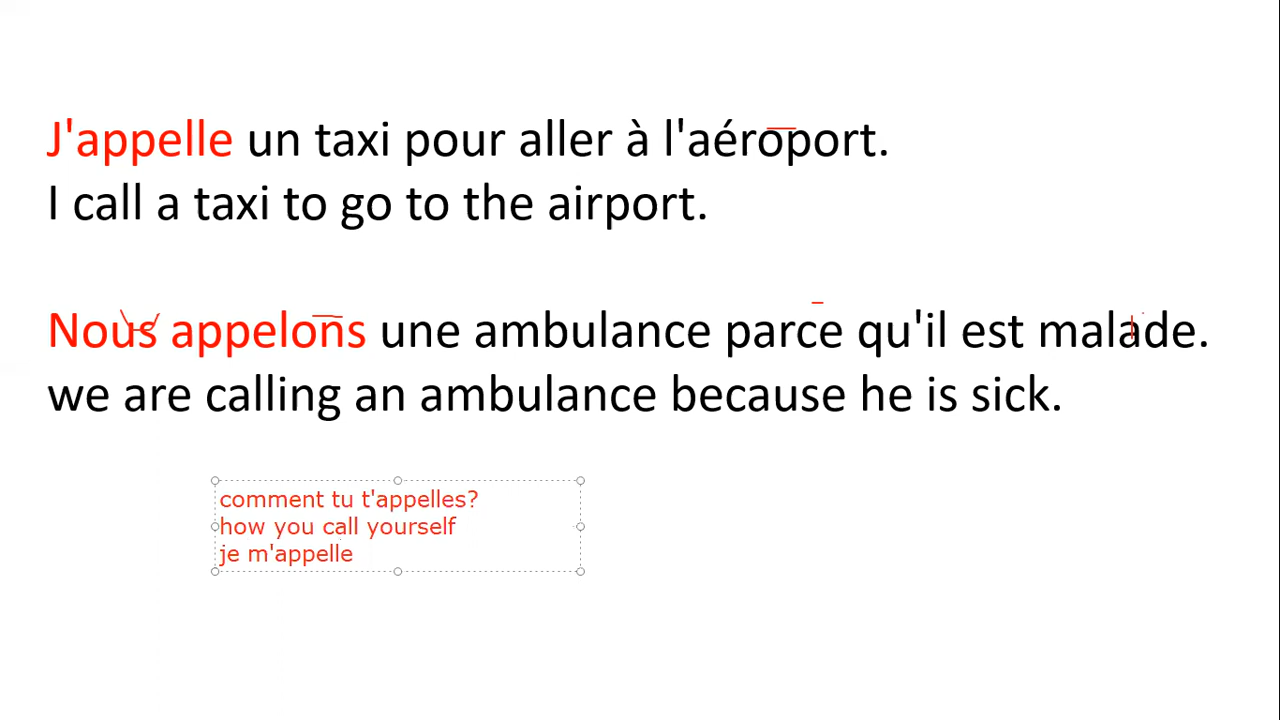 J'appelle un taxi pour aller à l'aéroport.
I call a taxi to go to the airport.
Nous appelons une ambulance parce qu'il est malade.
we are calling an ambulance because he is sick.
comment tu t'appelles?
how you call yourself
je m'appelle